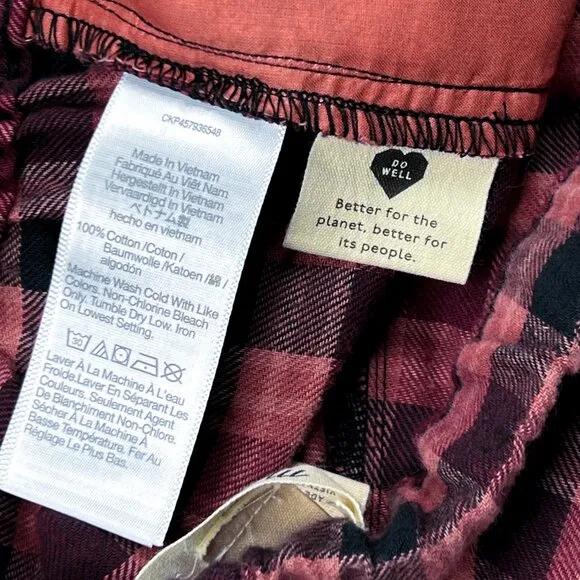 CKP457936548
Made In Vietnam
Fabriqué Au Việt Nam
Hergestellt In Vietnam
Vervaardigd in Vietnam
ベトナム製
hecho en vietnam
100% Cotton /Coton /
Baumwolle /Katoen /綿 /
algodón
Machine Wash Cold With Like
Colors. Non-Chlorine Bleach
Only. Tumble Dry Low. Iron
On Lowest Setting.
30
Laver À La Machine À L'eau
Froide.Laver En Séparant Les
Couleurs. Seulement Agent
De Blanchiment Non-Chlore.
Sécher À La Machine À
Basse Température. Fer Au
Réglage Le Plus Bas.
DO
WELL
Better for the
planet, better for
its people.